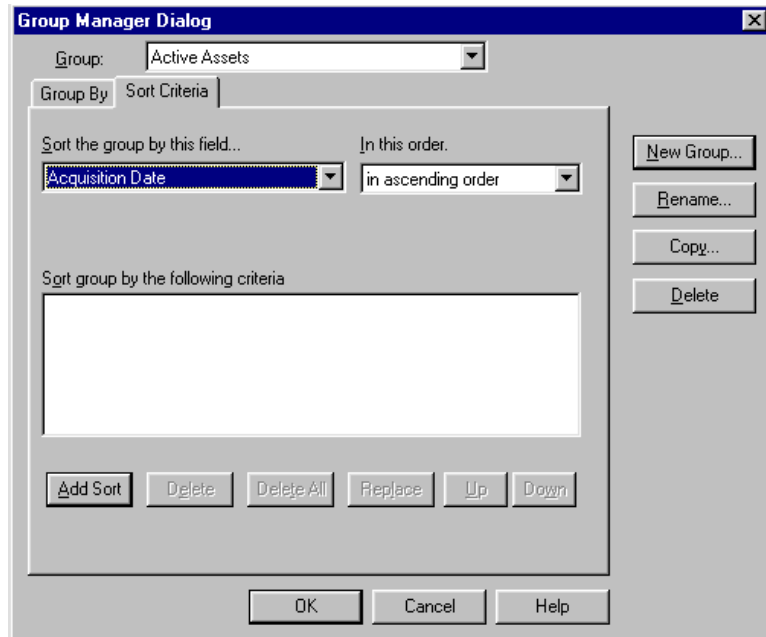 Group Manager Dialog
Group: Active Assets
Group By Sort Criteria
Sort the group by this field... In this order.
Acquisition Date in ascending order
New Group...
Rename...
Copy...
Delete
Sort group by the following criteria
Add Sort Delete Delete All Replace Up Down
OK Cancel Help